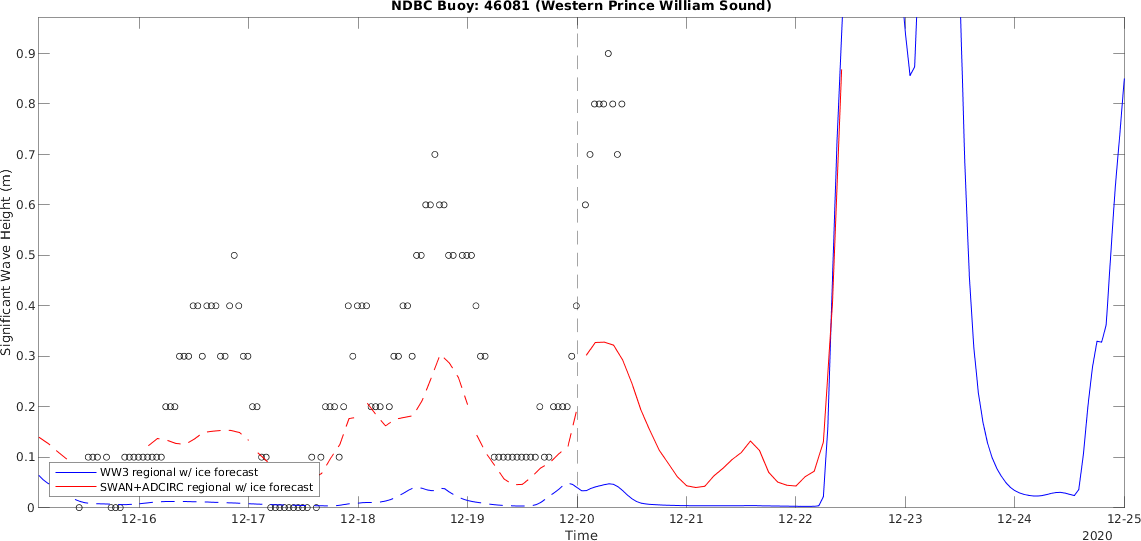 NDBC Buoy: 46081 (Western Prince William Sound)
Significant Wave Height (m)
0.9
0.8
0.7
0.6
0.5
0.4
0.3
0.2
0.1
0
WW3 regional w/ ice forecast
SWAN+ADCIRC regional w/ ice forecast
12-16 12-17 12-18 12-19 12-20 12-21 12-22 12-23 12-24 12-25
Time
2020